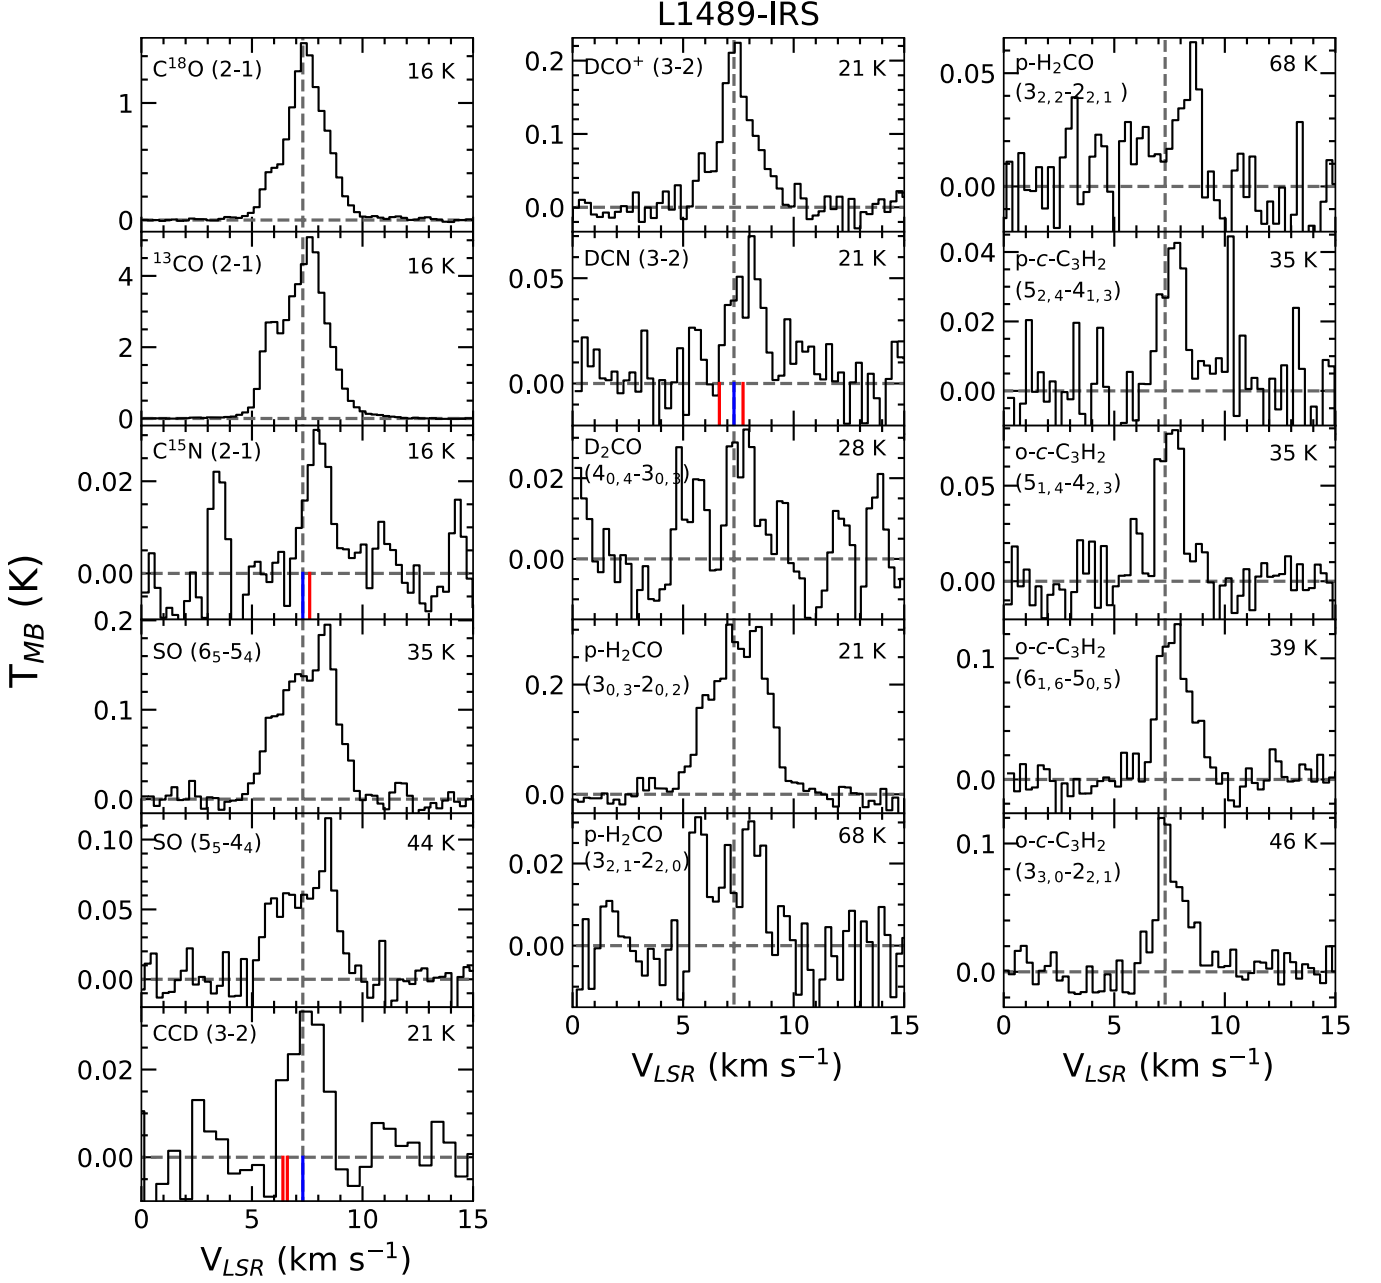 L1489-IRS
T_MB (K)
C¹⁸O (2-1) 16 K
1
0
¹³CO (2-1) 16 K
4
2
0
C¹⁵N (2-1) 16 K
0.02
0.00
0.2
SO (6₅-5₄) 35 K
0.1
0.0
SO (5₅-4₄) 44 K
0.10
0.05
0.00
CCD (3-2) 21 K
0.02
0.00
0 5 10 15
V_LSR (km s⁻¹)
DCO⁺ (3-2) 21 K
0.2
0.1
0.0
DCN (3-2) 21 K
0.05
0.00
D₂CO 28 K
(4₀,₄-3₀,₃)
0.02
0.00
p-H₂CO 21 K
(3₀,₃-2₀,₂)
0.2
0.0
p-H₂CO 68 K
(3₂,₁-2₂,₀)
0.02
0.00
0 5 10 15
V_LSR (km s⁻¹)
p-H₂CO 68 K
(3₂,₂-2₂,₁ )
0.05
0.00
p-c-C₃H₂ 35 K
(5₂,₄-4₁,₃)
0.04
0.02
0.00
o-c-C₃H₂ 35 K
(5₁,₄-4₂,₃)
0.05
0.00
o-c-C₃H₂ 39 K
(6₁,₆-5₀,₅)
0.1
0.0
o-c-C₃H₂ 46 K
(3₃,₀-2₂,₁)
0.1
0.0
0 5 10 15
V_LSR (km s⁻¹)